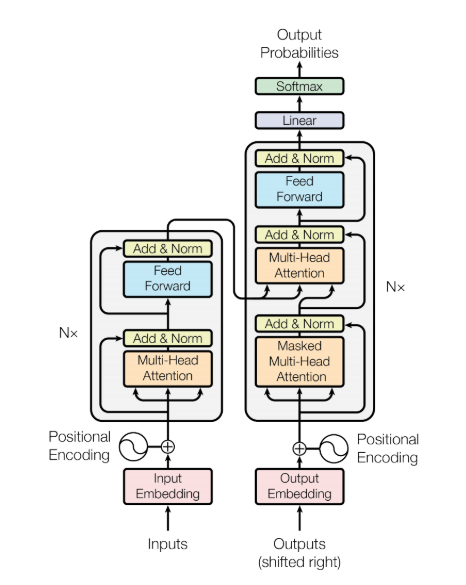 Output
Probabilities
Softmax
Linear
Add & Norm
Feed
Forward
Add & Norm
Multi-Head
Attention
Add & Norm
Masked
Multi-Head
Attention
N×
Positional
Encoding
Output
Embedding
Outputs
(shifted right)
Add & Norm
Feed
Forward
N×
Add & Norm
Multi-Head
Attention
Positional
Encoding
Input
Embedding
Inputs